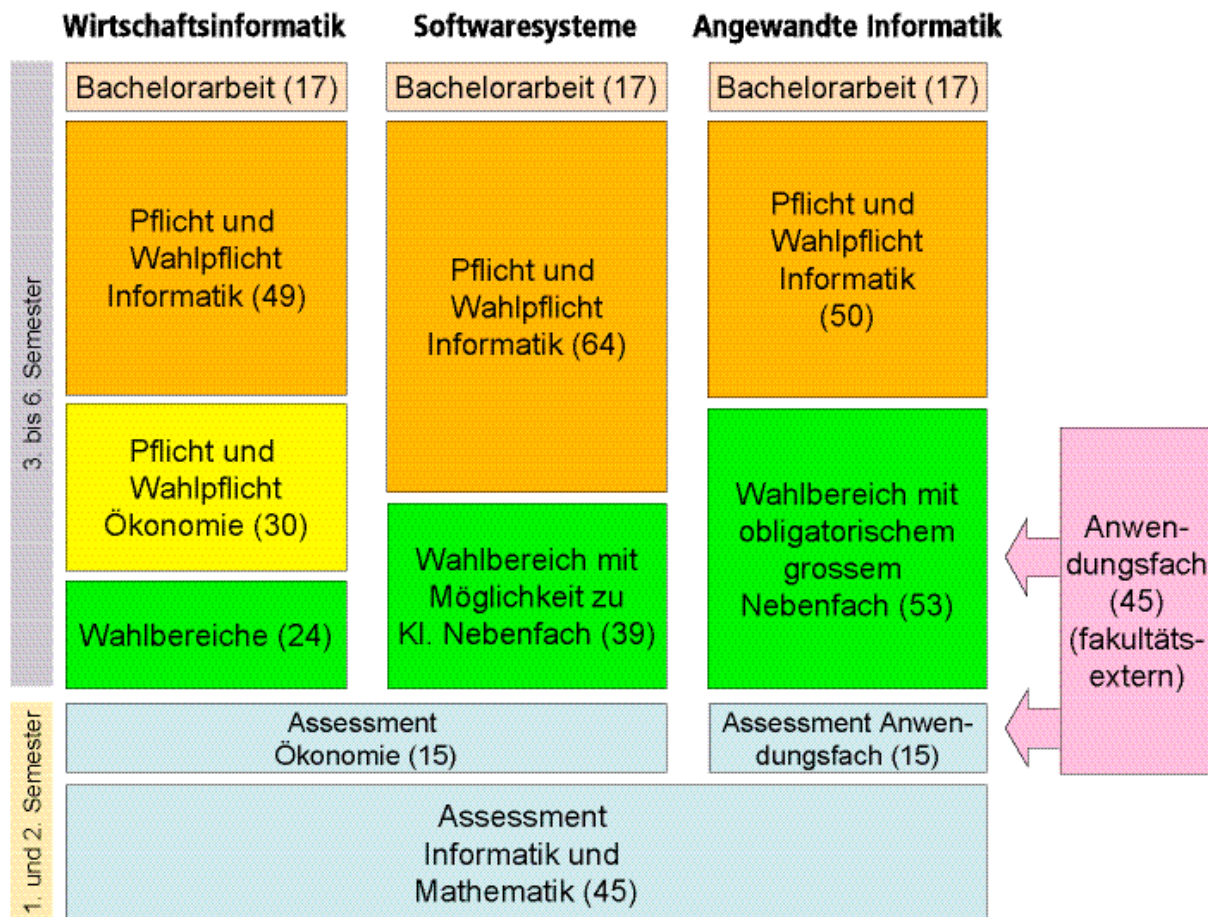 Wirtschaftsinformatik
Softwaresysteme
Angewandte Informatik
3. bis 6. Semester
Bachelorarbeit (17)
Pflicht und
Wahlpflicht
Informatik (49)
Pflicht und
Wahlpflicht
Ökonomie (30)
Wahlbereiche (24)
Bachelorarbeit (17)
Pflicht und
Wahlpflicht
Informatik (64)
Wahlbereich mit
Möglichkeit zu
Kl. Nebenfach (39)
Bachelorarbeit (17)
Pflicht und
Wahlpflicht
Informatik
(50)
Wahlbereich mit
obligatorischem
grossem
Nebenfach (53)
Anwen-
dungsfach
(45)
(fakultäts-
extern)
1. und 2. Semester
Assessment
Ökonomie (15)
Assessment Anwen-
dungsfach (15)
Assessment
Informatik und
Mathematik (45)